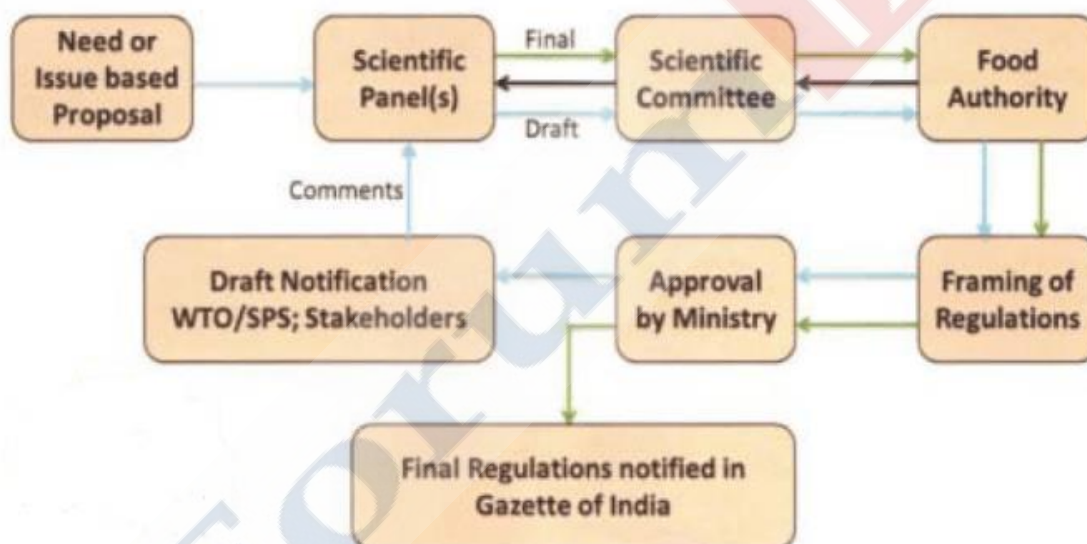 Need or
Issue based
Proposal
Scientific
Panel(s)
Final
Draft
Scientific
Committee
Food
Authority
Comments
Draft Notification
WTO/SPS; Stakeholders
Approval
by Ministry
Framing of
Regulations
Final Regulations notified in
Gazette of India